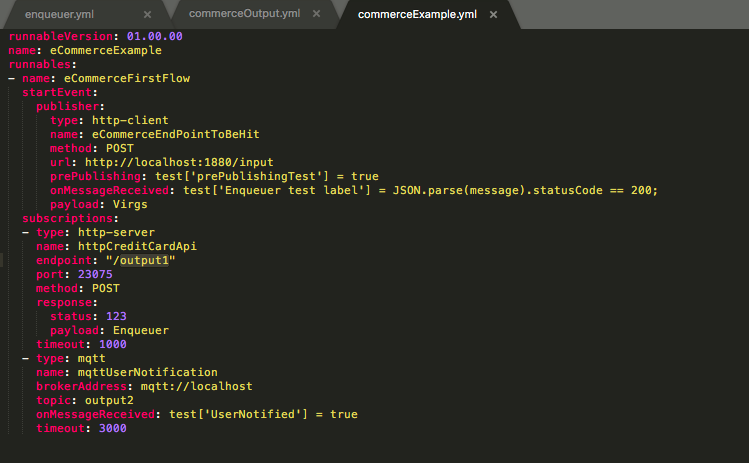 enqueuer.yml × commerceOutput.yml × commerceExample.yml ×
runnableVersion: 01.00.00
name: eCommerceExample
runnables:
- name: eCommerceFirstFlow
  startEvent:
    publisher:
      type: http-client
      name: eCommerceEndPointToBeHit
      method: POST
      url: http://localhost:1880/input
      prePublishing: test['prePublishingTest'] = true
      onMessageReceived: test['Enqueuer test label'] = JSON.parse(message).statusCode == 200;
      payload: Virgs
  subscriptions:
  - type: http-server
    name: httpCreditCardApi
    endpoint: "/output1"
    port: 23075
    method: POST
    response:
      status: 123
      payload: Enqueuer
    timeout: 1000
  - type: mqtt
    name: mqttUserNotification
    brokerAddress: mqtt://localhost
    topic: output2
    onMessageReceived: test['UserNotified'] = true
    timeout: 3000